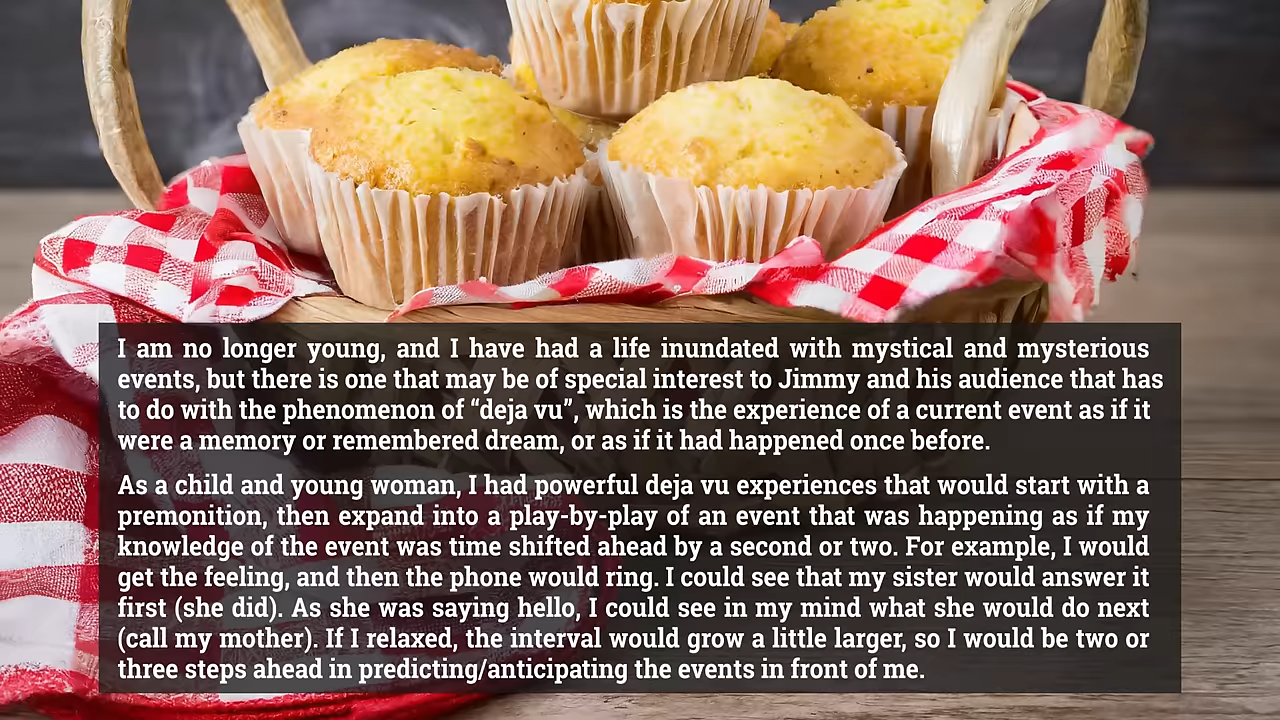 I am no longer young, and I have had a life inundated with mystical and mysterious
events, but there is one that may be of special interest to Jimmy and his audience that has
to do with the phenomenon of “deja vu”, which is the experience of a current event as if it
were a memory or remembered dream, or as if it had happened once before.
As a child and young woman, I had powerful deja vu experiences that would start with a
premonition, then expand into a play-by-play of an event that was happening as if my
knowledge of the event was time shifted ahead by a second or two. For example, I would
get the feeling, and then the phone would ring. I could see that my sister would answer it
first (she did). As she was saying hello, I could see in my mind what she would do next
(call my mother). If I relaxed, the interval would grow a little larger, so I would be two or
three steps ahead in predicting/anticipating the events in front of me.